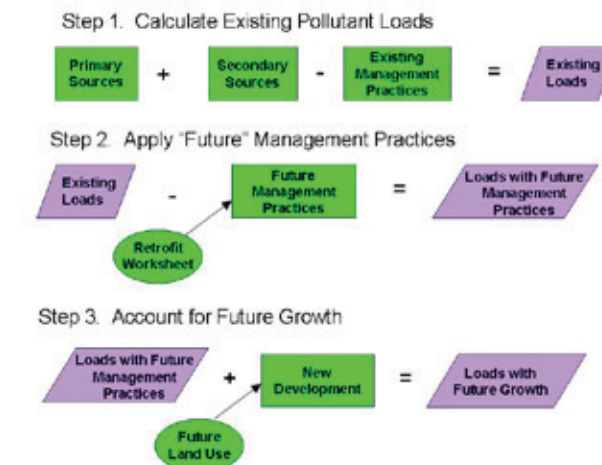 Step 1. Calculate Existing Pollutant Loads
Primary Sources + Secondary Sources - Existing Management Practices = Existing Loads
Step 2. Apply "Future" Management Practices
Existing Loads - Future Management Practices = Loads with Future Management Practices
Retrofit Worksheet
Step 3. Account for Future Growth
Loads with Future Management Practices + New Development = Loads with Future Growth
Future Land Use